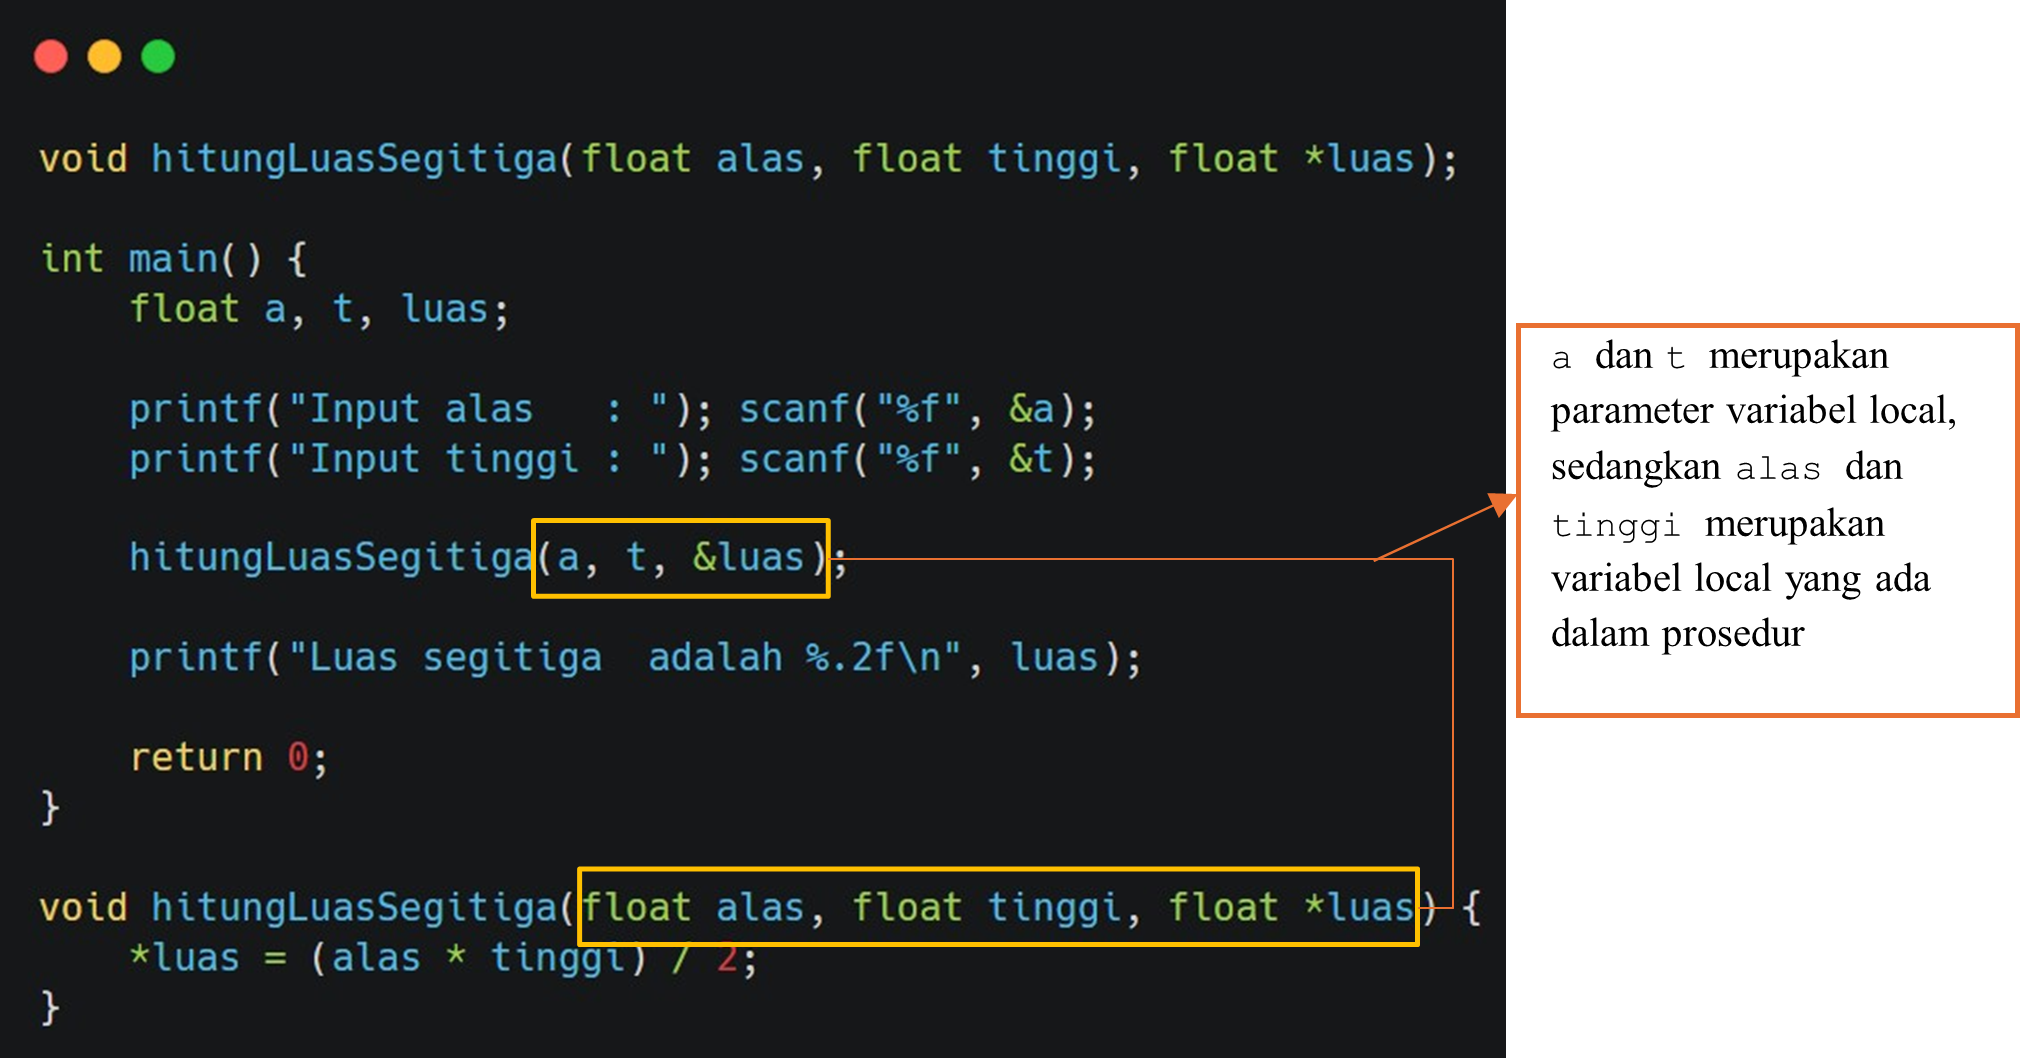 void hitungLuasSegitiga(float alas, float tinggi, float *luas);
int main() {
float a, t, luas;
printf("Input alas   : "); scanf("%f", &a);
printf("Input tinggi : "); scanf("%f", &t);
hitungLuasSegitiga(a, t, &luas);
printf("Luas segitiga  adalah %.2f\n", luas);
return 0;
}
void hitungLuasSegitiga(float alas, float tinggi, float *luas) {
*luas = (alas * tinggi) / 2;
}
a dan t merupakan
parameter variabel local,
sedangkan alas dan
tinggi merupakan
variabel local yang ada
dalam prosedur